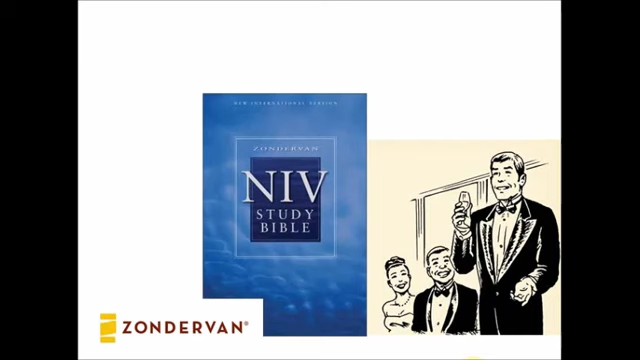 NEW INTERNATIONAL VERSION
ZONDERVAN
NIV
STUDY
BIBLE
ZONDERVAN®